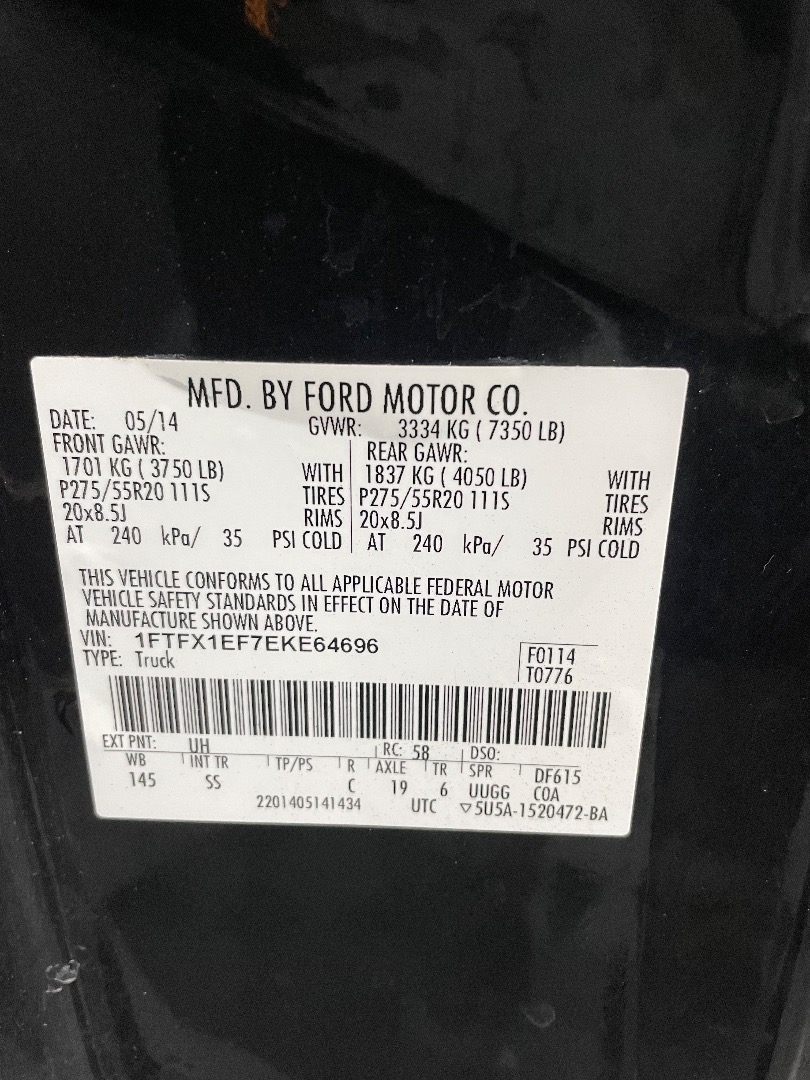 MFD. BY FORD MOTOR CO.
DATE: 05/14 GVWR: 3334 KG ( 7350 LB)
FRONT GAWR: REAR GAWR:
1701 KG ( 3750 LB) WITH 1837 KG ( 4050 LB) WITH
P275/55R20 111S TIRES P275/55R20 111S TIRES
20x8.5J RIMS 20x8.5J RIMS
AT 240 kPa/ 35 PSI COLD AT 240 kPa/ 35 PSI COLD
THIS VEHICLE CONFORMS TO ALL APPLICABLE FEDERAL MOTOR
VEHICLE SAFETY STANDARDS IN EFFECT ON THE DATE OF
MANUFACTURE SHOWN ABOVE.
VIN: 1FTFX1EF7EKE64696 F0114
TYPE: Truck T0776
EXT PNT: UH RC: 58 DSO:
WB INT TR TP/PS R AXLE TR SPR DF615
145 SS C 19 6 UUGG COA
2201405141434 UTC ▽5U5A-1520472-BA